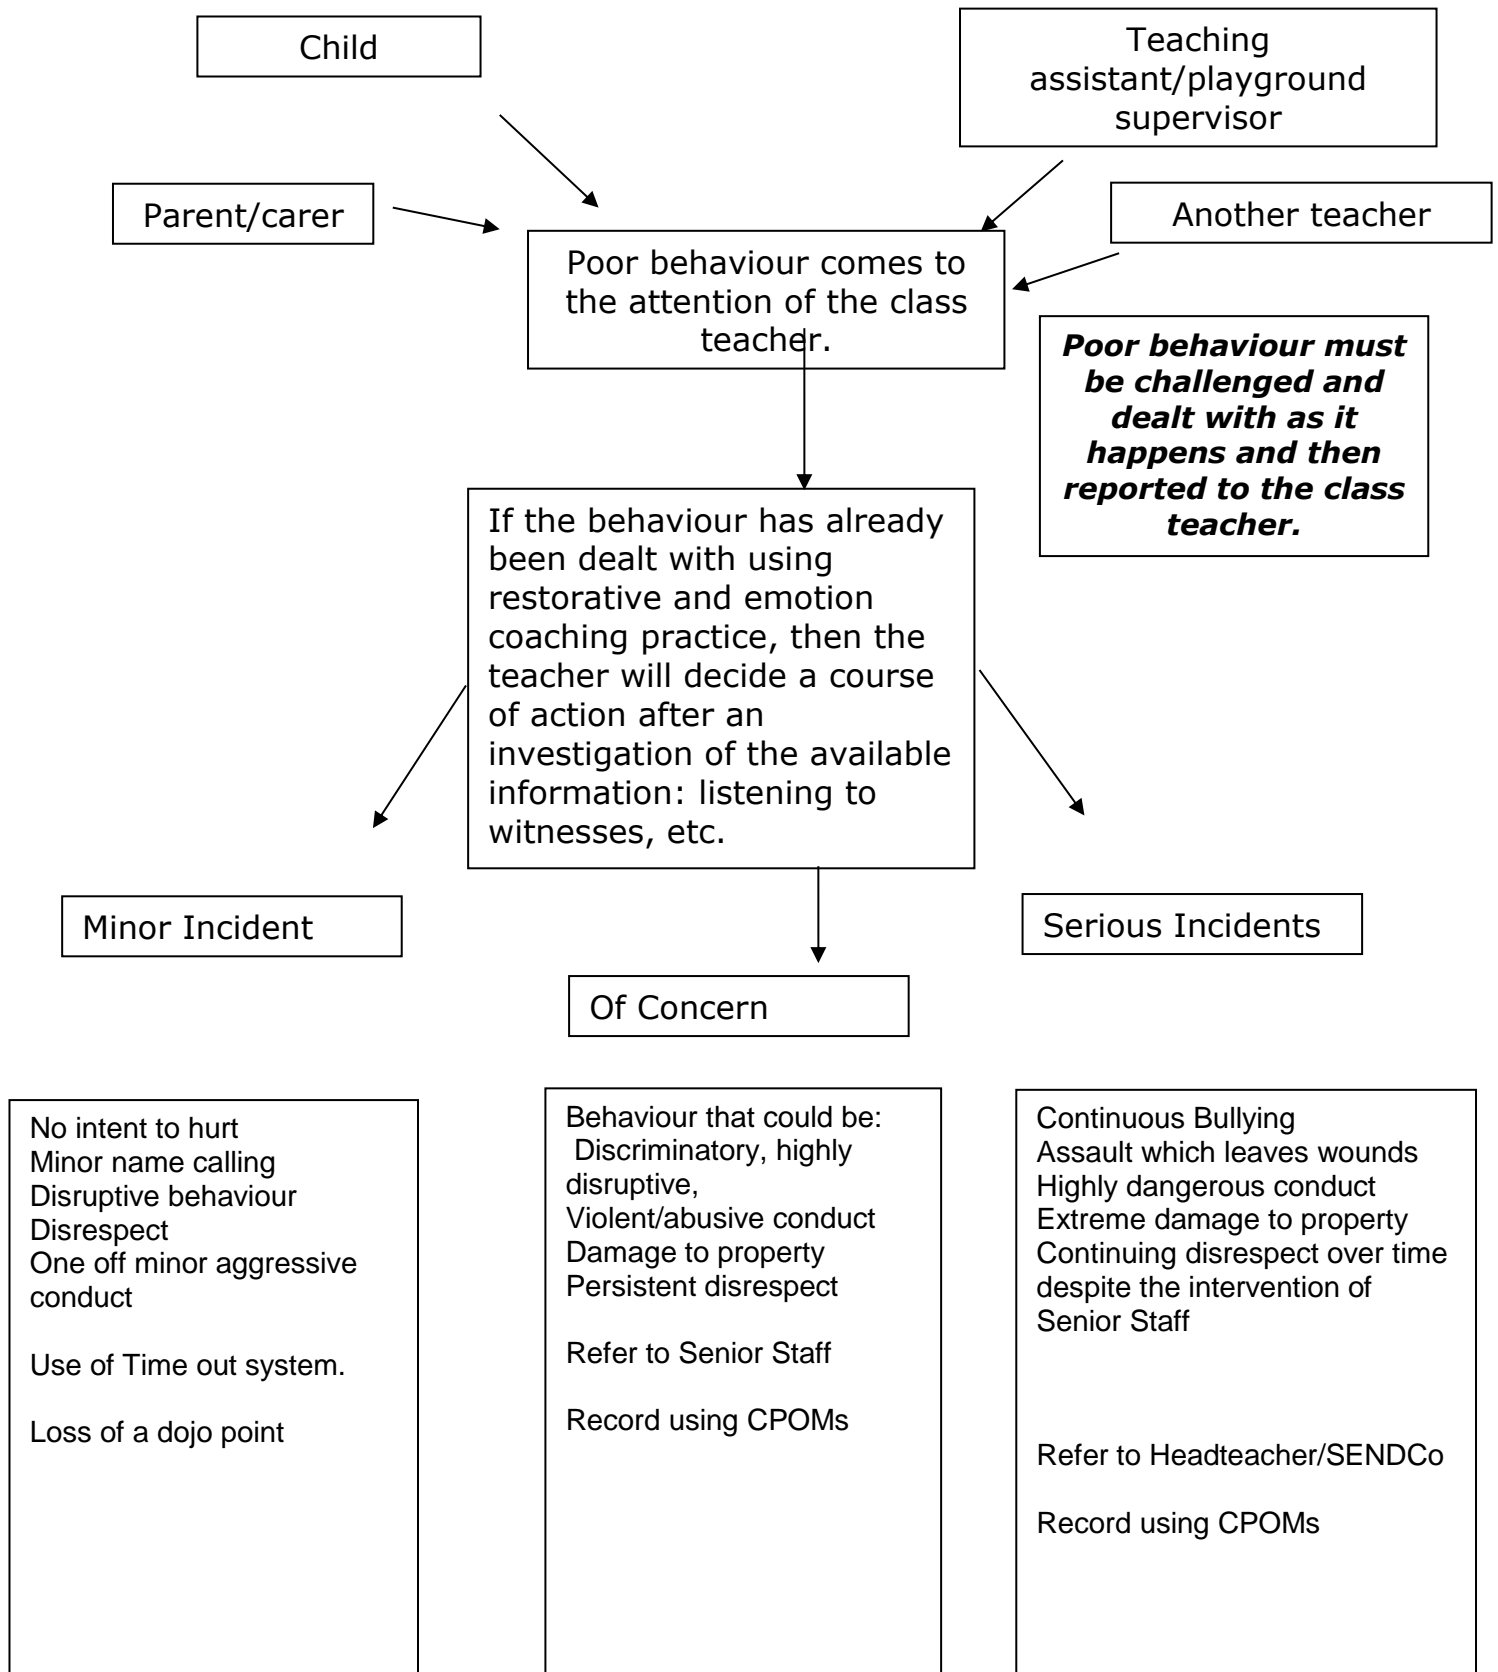 Child
Teaching
assistant/playground
supervisor
Parent/carer
Another teacher
Poor behaviour comes to
the attention of the class
teacher.
Poor behaviour must
be challenged and
dealt with as it
happens and then
reported to the class
teacher.
If the behaviour has already
been dealt with using
restorative and emotion
coaching practice, then the
teacher will decide a course
of action after an
investigation of the available
information: listening to
witnesses, etc.
Minor Incident
Of Concern
Serious Incidents
No intent to hurt
Minor name calling
Disruptive behaviour
Disrespect
One off minor aggressive
conduct
Use of Time out system.
Loss of a dojo point
Behaviour that could be:
Discriminatory, highly
disruptive,
Violent/abusive conduct
Damage to property
Persistent disrespect
Refer to Senior Staff
Record using CPOMs
Continuous Bullying
Assault which leaves wounds
Highly dangerous conduct
Extreme damage to property
Continuing disrespect over time
despite the intervention of
Senior Staff
Refer to Headteacher/SENDCo
Record using CPOMs